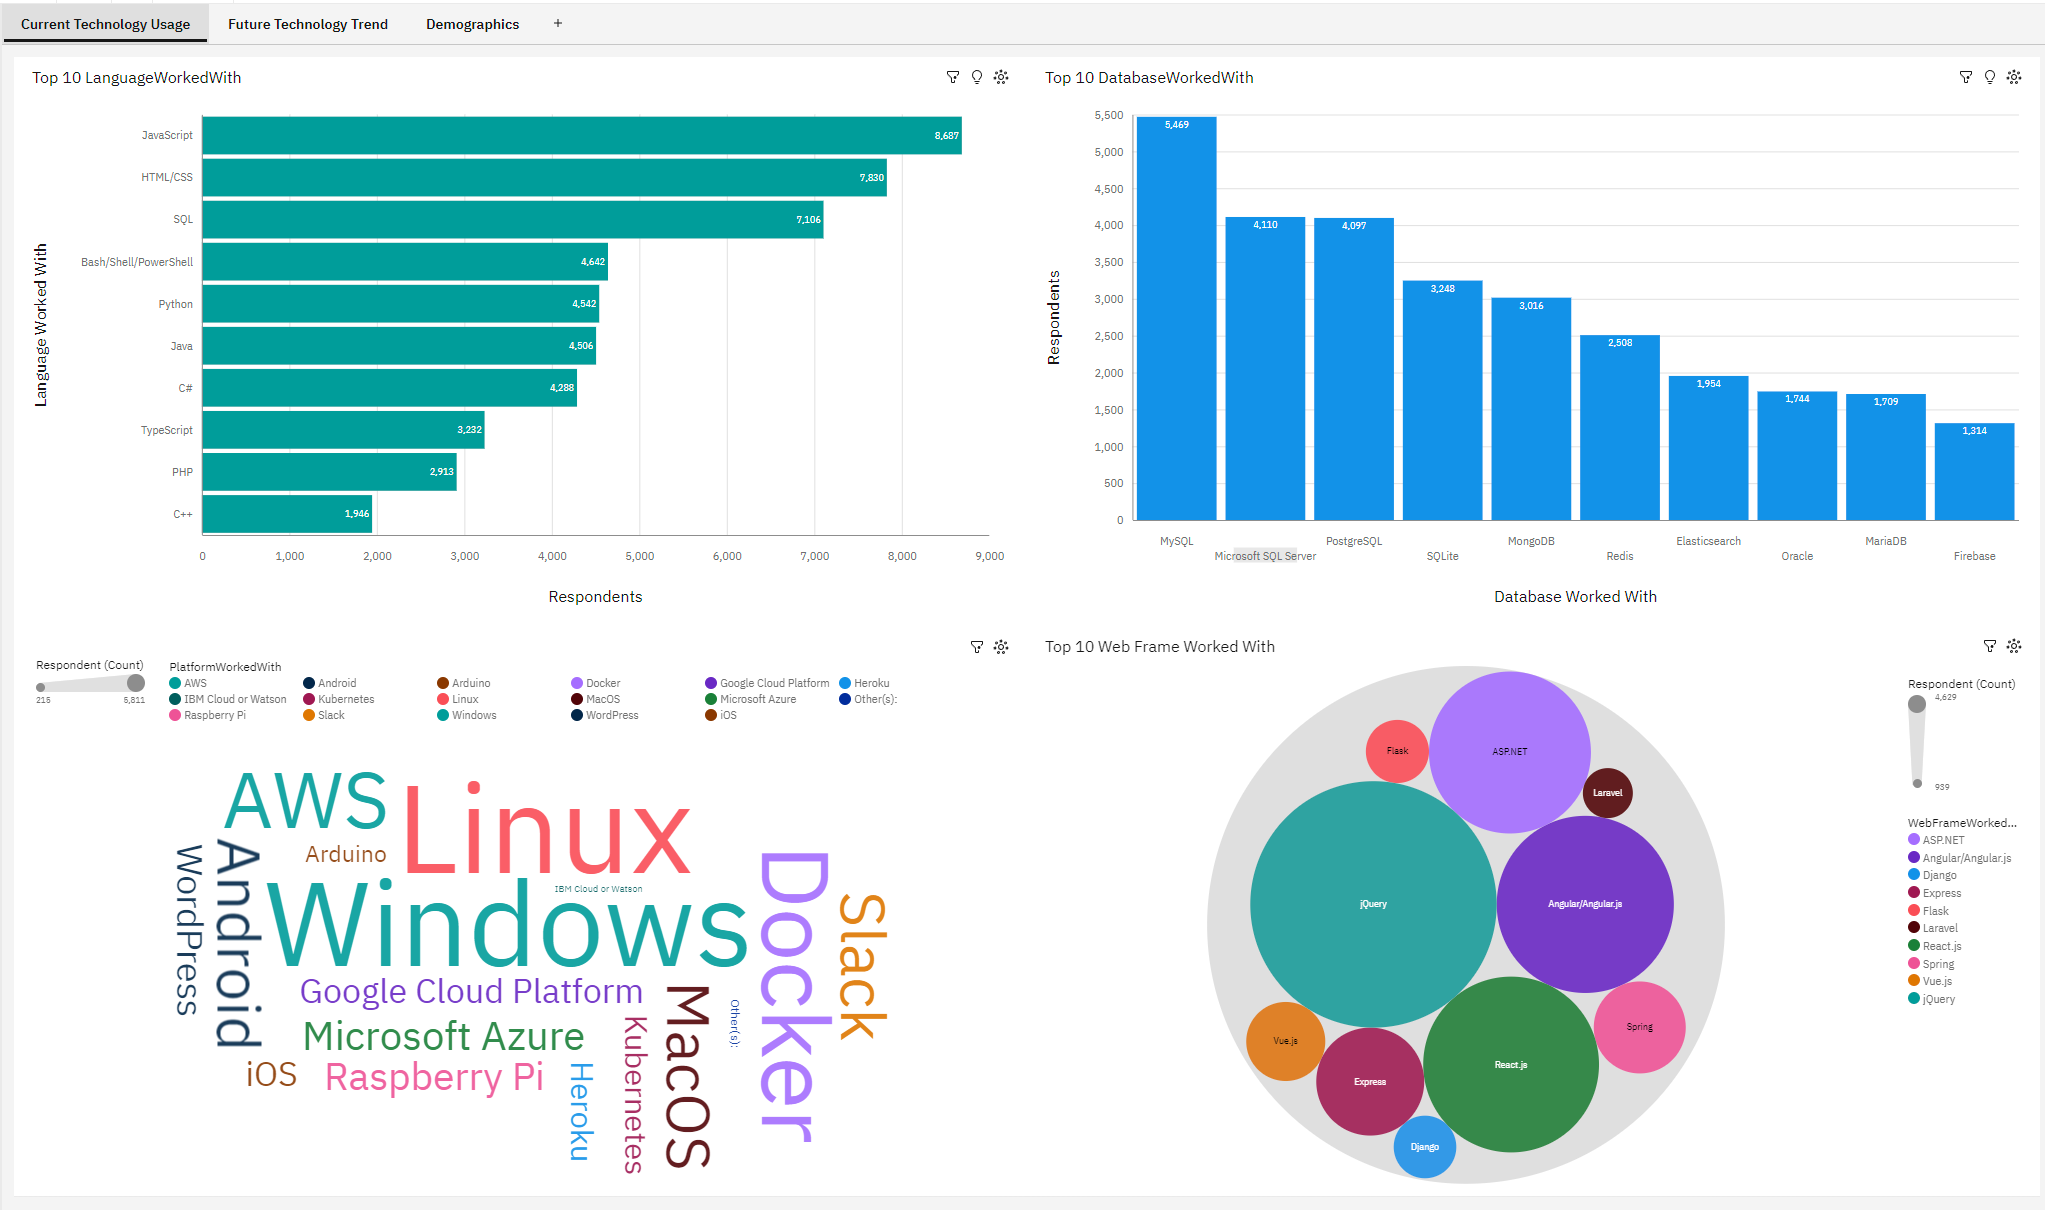 Current Technology Usage
Future Technology Trend
Demographics
+
Top 10 LanguageWorkedWith
Language Worked With
JavaScript
HTML/CSS
SQL
Bash/Shell/PowerShell
Python
Java
C#
TypeScript
PHP
C++
8,687
7,830
7,106
4,642
4,542
4,506
4,288
3,232
2,913
1,946
0 1,000 2,000 3,000 4,000 5,000 6,000 7,000 8,000 9,000
Respondents
Top 10 DatabaseWorkedWith
Respondents
5,500
5,000
4,500
4,000
3,500
3,000
2,500
2,000
1,500
1,000
500
0
5,469
4,110
4,097
3,248
3,016
2,508
1,954
1,744
1,709
1,314
MySQL
Microsoft SQL Server
PostgreSQL
SQLite
MongoDB
Redis
Elasticsearch
Oracle
MariaDB
Firebase
Database Worked With
Respondent (Count)
215 5,811
PlatformWorkedWith
AWS Android Arduino Docker Google Cloud Platform Heroku
IBM Cloud or Watson Kubernetes Linux MacOS Microsoft Azure Other(s):
Raspberry Pi Slack Windows WordPress iOS
AWS
Linux
Arduino
WordPress
Android
IBM Cloud or Watson
Windows
Docker
Slack
Google Cloud Platform
Microsoft Azure
iOS
Raspberry Pi
Heroku
Kubernetes
MacOS
Other(s):
Top 10 Web Frame Worked With
Flask
ASP.NET
Laravel
jQuery
Angular/Angular.js
Spring
Vue.js
Express
React.js
Django
Respondent (Count)
4,629
939
WebFrameWorked...
ASP.NET
Angular/Angular.js
Django
Express
Flask
Laravel
React.js
Spring
Vue.js
jQuery